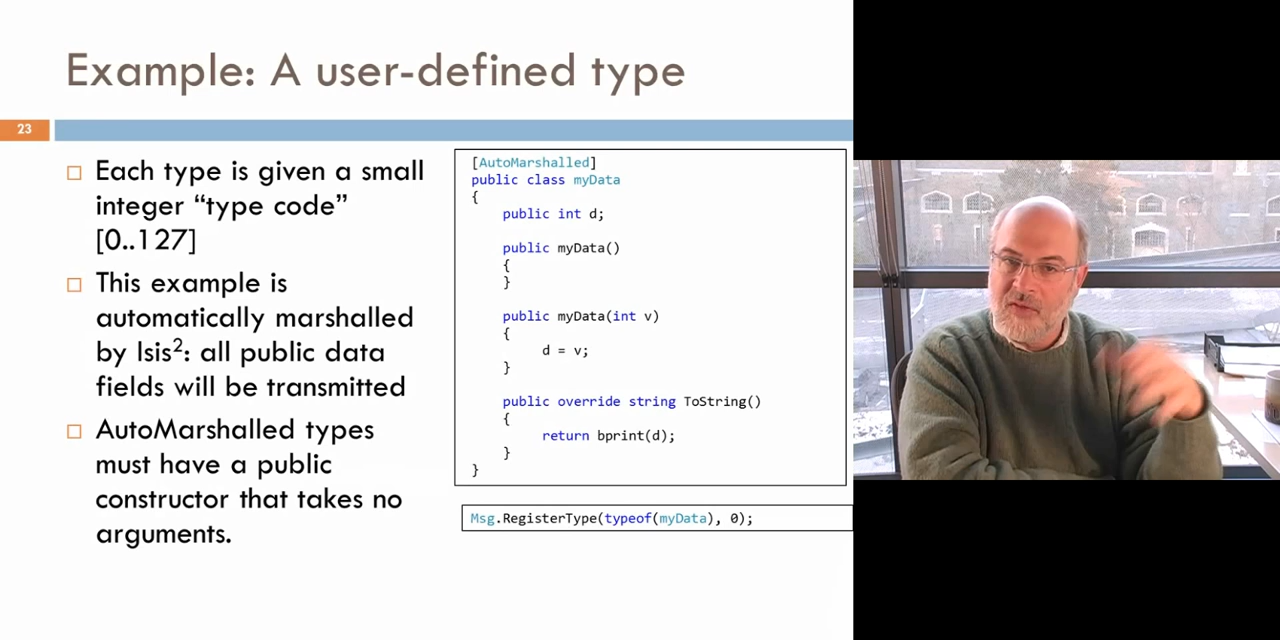 Example: A user-defined type
23
Each type is given a small
integer “type code”
[0..127]
This example is
automatically marshalled
by Isis²: all public data
fields will be transmitted
AutoMarshalled types
must have a public
constructor that takes no
arguments.
[AutoMarshalled]
public class myData
{
public int d;
public myData()
{
}
public myData(int v)
{
d = v;
}
public override string ToString()
{
return bprint(d);
}
}
Msg.RegisterType(typeof(myData), 0);